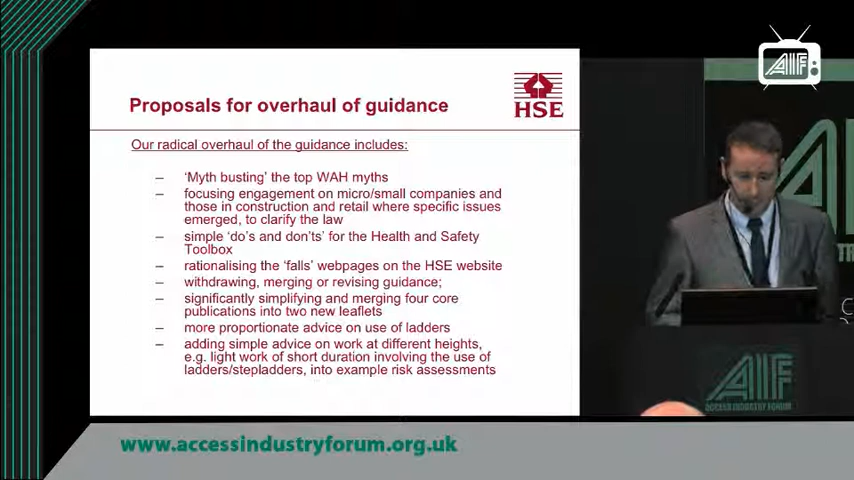 AIF
HSE
Proposals for overhaul of guidance
Our radical overhaul of the guidance includes:
– 'Myth busting' the top WAH myths
– focusing engagement on micro/small companies and
those in construction and retail where specific issues
emerged, to clarify the law
– simple 'do's and don'ts' for the Health and Safety
Toolbox
– rationalising the 'falls' webpages on the HSE website
– withdrawing, merging or revising guidance;
– significantly simplifying and merging four core
publications into two new leaflets
– more proportionate advice on use of ladders
– adding simple advice on work at different heights,
e.g. light work of short duration involving the use of
ladders/stepladders, into example risk assessments
AIF
ACCESS INDUSTRY FORUM
www.accessindustryforum.org.uk